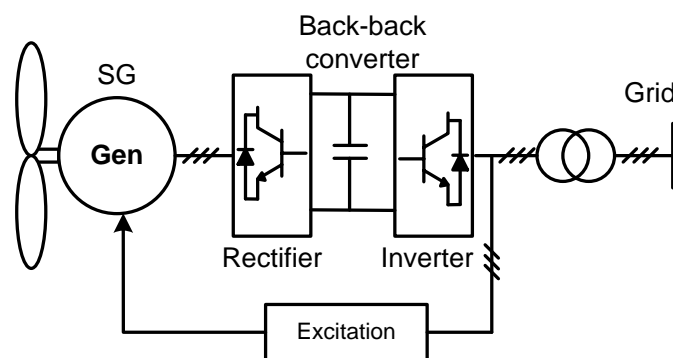 Back-back
converter
SG
Grid
Gen
Rectifier
Inverter
Excitation